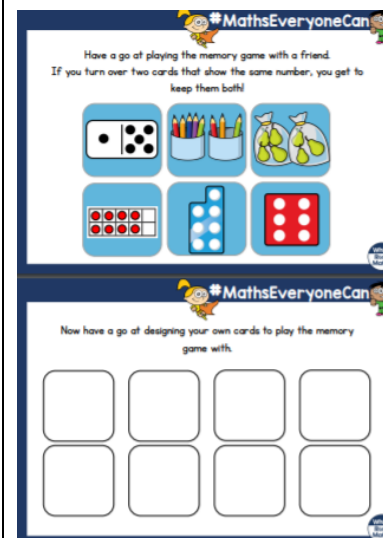 #MathsEveryoneCan
Have a go at playing the memory game with a friend.
If you turn over two cards that show the same number, you get to
keep them both!
#MathsEveryoneCan
Now have a go at designing your own cards to play the memory
game with.